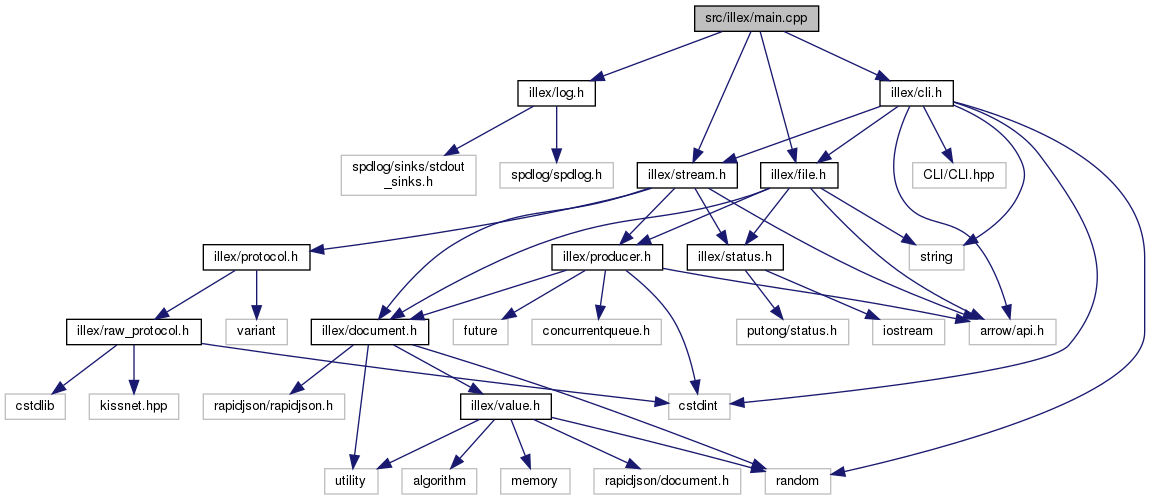 src/illex/main.cpp
illex/log.h
illex/cli.h
spdlog/sinks/stdout
_sinks.h
spdlog/spdlog.h
illex/stream.h
illex/file.h
CLI/CLI.hpp
illex/protocol.h
illex/producer.h
illex/status.h
string
illex/raw_protocol.h
variant
illex/document.h
future
concurrentqueue.h
putong/status.h
iostream
arrow/api.h
cstdlib
kissnet.hpp
rapidjson/rapidjson.h
illex/value.h
cstdint
utility
algorithm
memory
rapidjson/document.h
random